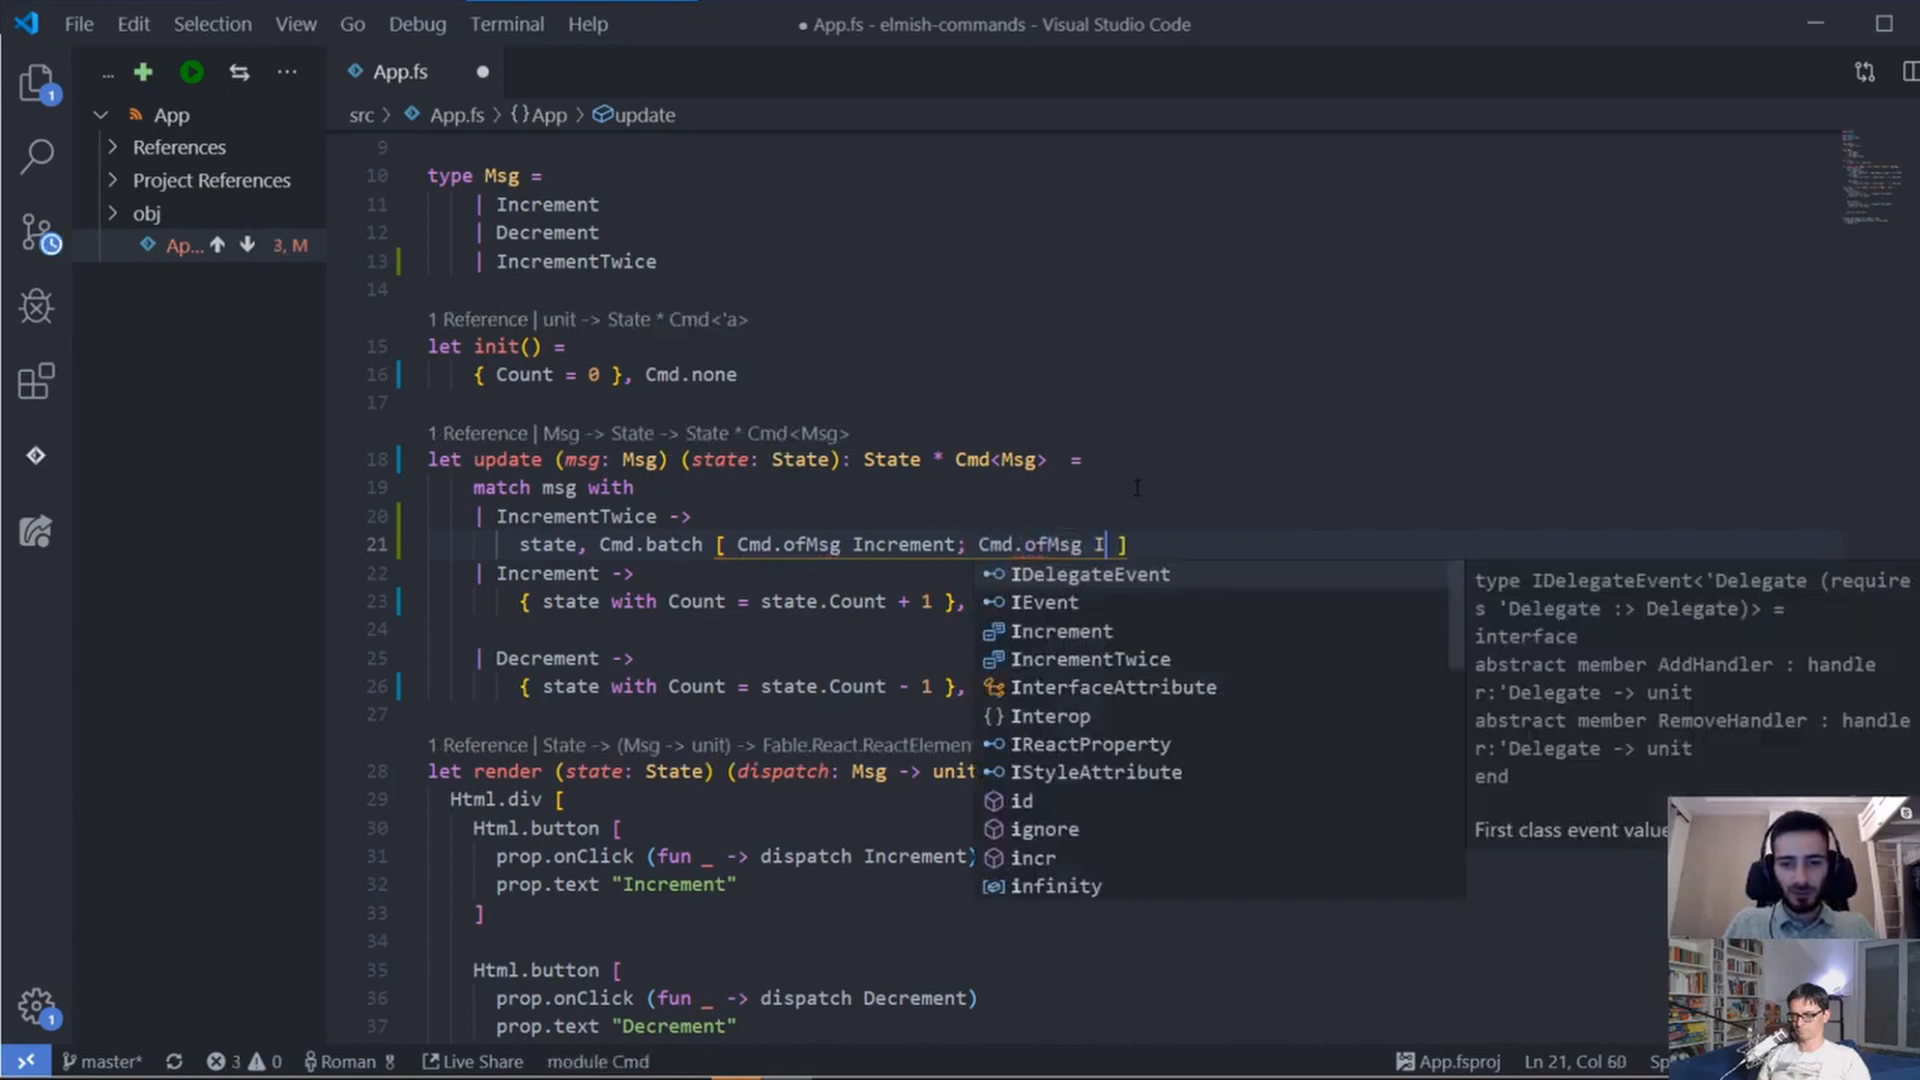 File Edit Selection View Go Debug Terminal Help
● App.fs - elmish-commands - Visual Studio Code
App.fs
src > App.fs > {} App > update
1
App
References
Project References
obj
Ap... 3, M
9
10 type Msg =
11 | Increment
12 | Decrement
13 | IncrementTwice
14
1 Reference | unit -> State * Cmd<'a>
15 let init() =
16 { Count = 0 }, Cmd.none
17
1 Reference | Msg -> State -> State * Cmd<Msg>
18 let update (msg: Msg) (state: State): State * Cmd<Msg> =
19 match msg with
20 | IncrementTwice ->
21 state, Cmd.batch [ Cmd.ofMsg Increment; Cmd.ofMsg I ]
22 | Increment ->
23 { state with Count = state.Count + 1 },
24
25 | Decrement ->
26 { state with Count = state.Count - 1 },
27
1 Reference | State -> (Msg -> unit) -> Fable.React.ReactElemen
28 let render (state: State) (dispatch: Msg -> unit
29 Html.div [
30 Html.button [
31 prop.onClick (fun _ -> dispatch Increment)
32 prop.text "Increment"
33 ]
34
35 Html.button [
36 prop.onClick (fun _ -> dispatch Decrement)
37 prop.text "Decrement"
IDelegateEvent
IEvent
Increment
IncrementTwice
InterfaceAttribute
Interop
IReactProperty
IStyleAttribute
id
ignore
incr
infinity
type IDelegateEvent<'Delegate (require
s 'Delegate :> Delegate)> =
interface
abstract member AddHandler : handle
r:'Delegate -> unit
abstract member RemoveHandler : handle
r:'Delegate -> unit
end
First class event value
1
master* 3 0 Roman Live Share module Cmd App.fsproj Ln 21, Col 60 Sp